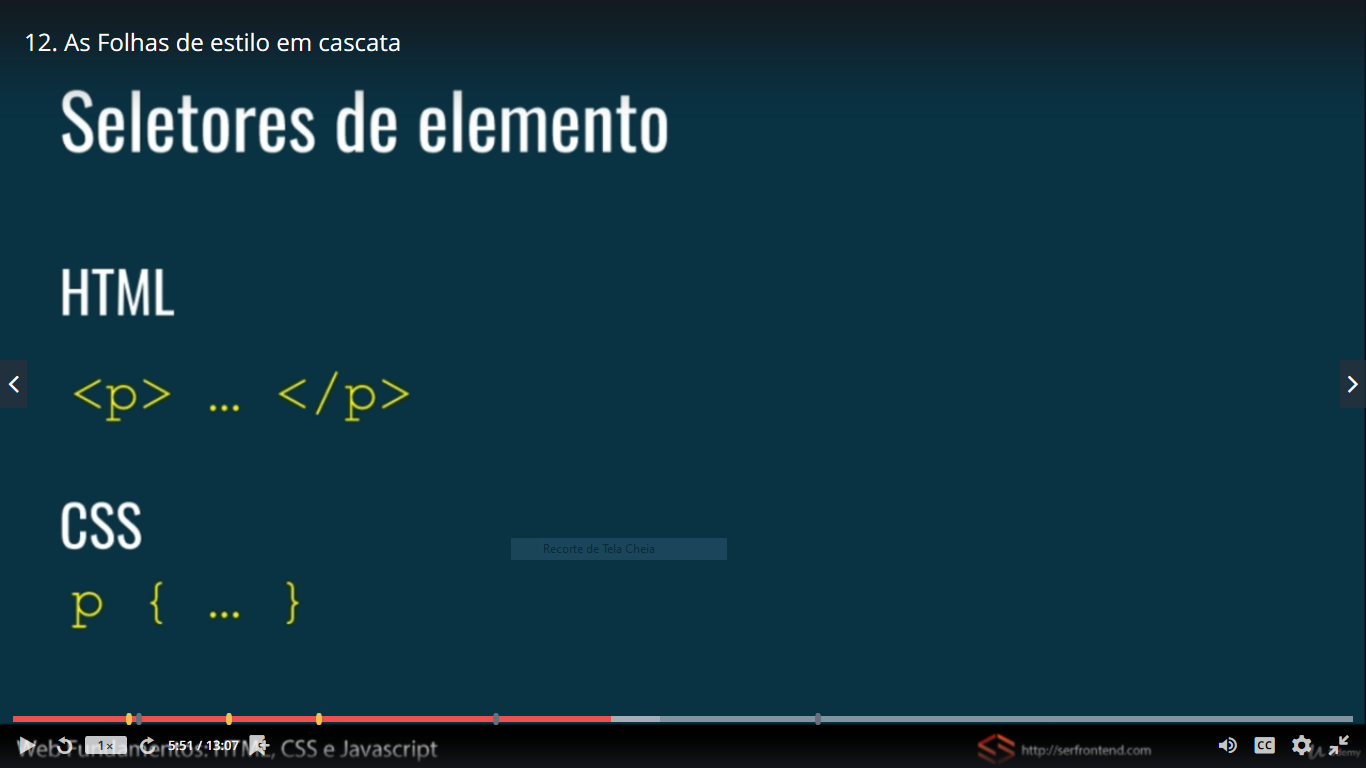 12. As Folhas de estilo em cascata
Seletores de elemento
HTML
<p> … </p>
CSS
Recorte de Tela Cheia
p { … }
1×
5:51 / 13:07
Web Fundamentos: HTML, CSS e Javascript
http://serfrontend.com
CC